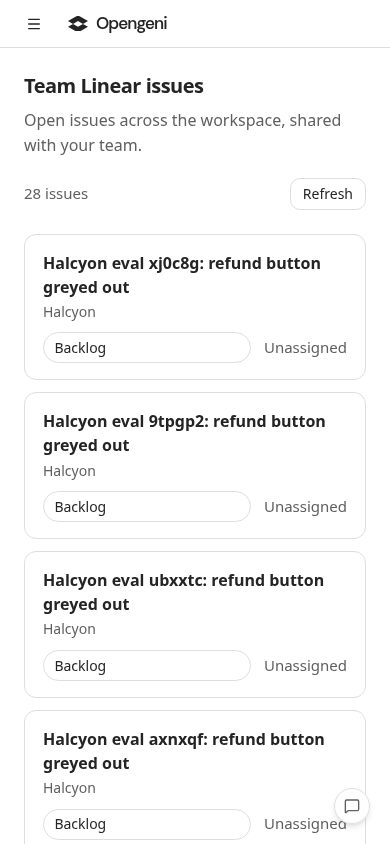 Opengeni
Team Linear issues
Open issues across the workspace, shared
with your team.
28 issues
Refresh
Halcyon eval xj0c8g: refund button
greyed out
Halcyon
Backlog
Unassigned
Halcyon eval 9tpgp2: refund button
greyed out
Halcyon
Backlog
Unassigned
Halcyon eval ubxxtc: refund button
greyed out
Halcyon
Backlog
Unassigned
Halcyon eval axnxqf: refund button
greyed out
Halcyon
Backlog
Unassigned